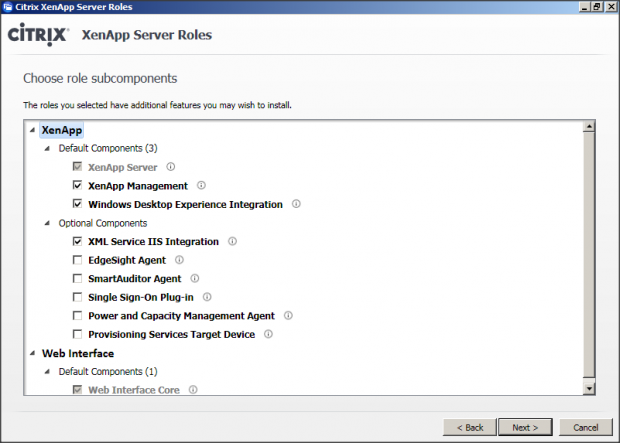 Citrix XenApp Server Roles
CİTRIX XenApp Server Roles
Choose role subcomponents
The roles you selected have additional features you may wish to install.
XenApp
Default Components (3)
XenApp Server
XenApp Management
Windows Desktop Experience Integration
Optional Components
XML Service IIS Integration
EdgeSight Agent
SmartAuditor Agent
Single Sign-On Plug-in
Power and Capacity Management Agent
Provisioning Services Target Device
Web Interface
Default Components (1)
Web Interface Core
< Back Next > Cancel